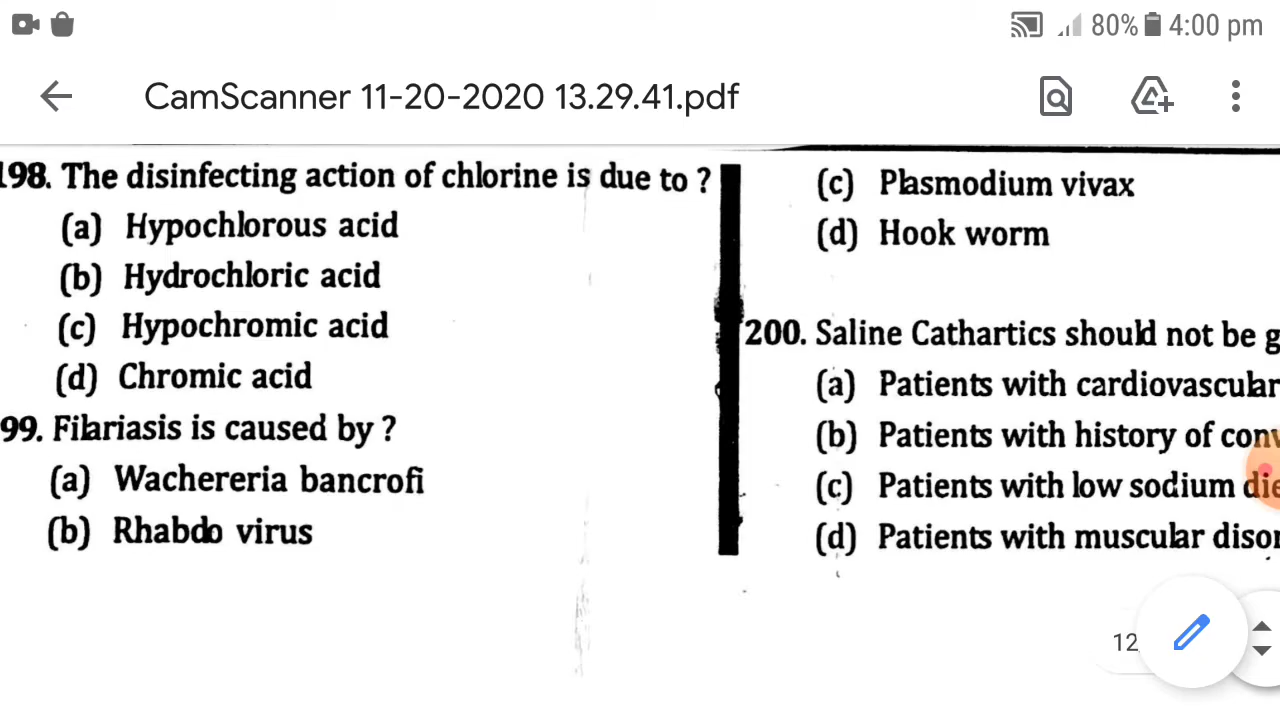 80% 4:00 pm
CamScanner 11-20-2020 13.29.41.pdf
198. The disinfecting action of chlorine is due to ?
(a) Hypochlorous acid
(b) Hydrochloric acid
(c) Hypochromic acid
(d) Chromic acid
99. Filariasis is caused by ?
(a) Wachereria bancrofi
(b) Rhabdo virus
(c) Plasmodium vivax
(d) Hook worm
200. Saline Cathartics should not be g
(a) Patients with cardiovascular
(b) Patients with history of conv
(c) Patients with low sodium die
(d) Patients with muscular disor
12